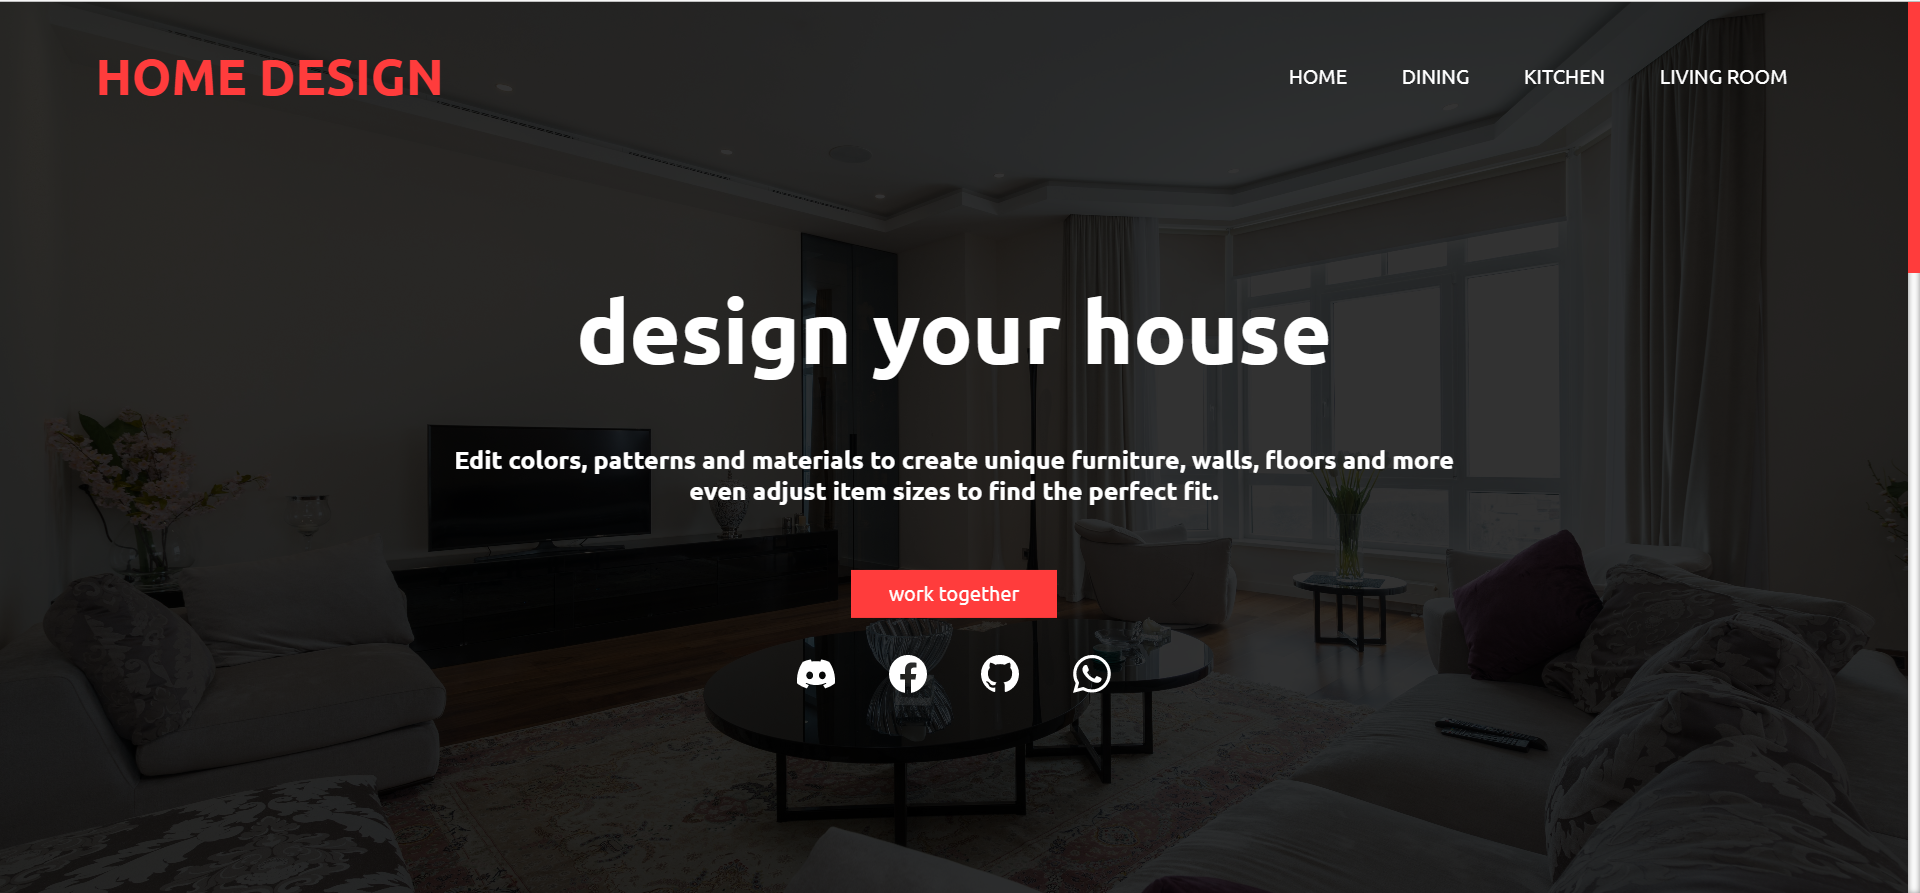 HOME DESIGN
HOME DINING KITCHEN LIVING ROOM
design your house
Edit colors, patterns and materials to create unique furniture, walls, floors and more
even adjust item sizes to find the perfect fit.
work together